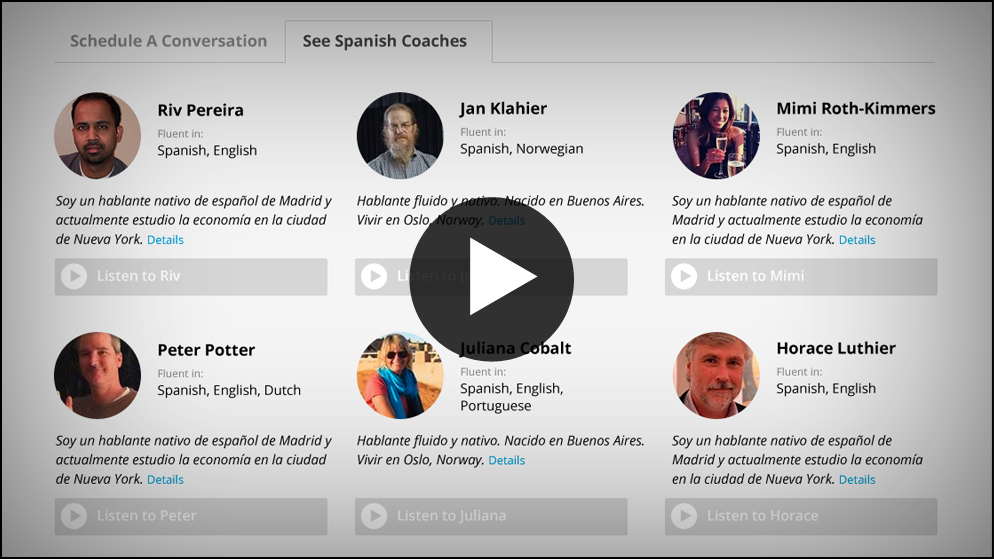 Schedule A Conversation
See Spanish Coaches
Riv Pereira
Fluent in:
Spanish, English
Soy un hablante nativo de español de Madrid y
actualmente estudio la economía en la ciudad
de Nueva York. Details
Listen to Riv
Jan Klahier
Fluent in:
Spanish, Norwegian
Hablante fluido y nativo. Nacido en Buenos Aires.
Vivir en Oslo, Norway. Details
Listen to
Mimi Roth-Kimmers
Fluent in:
Spanish, English
Soy un hablante nativo de español de
Madrid y actualmente estudio la economía
en la ciudad de Nueva York. Details
Listen to Mimi
Peter Potter
Fluent in:
Spanish, English, Dutch
Soy un hablante nativo de español de Madrid y
actualmente estudio la economía en la ciudad
de Nueva York. Details
Listen to Peter
Juliana Cobalt
Fluent in:
Spanish, English,
Portuguese
Hablante fluido y nativo. Nacido en Buenos Aires.
Vivir en Oslo, Norway. Details
Listen to Juliana
Horace Luthier
Fluent in:
Spanish, English
Soy un hablante nativo de español de
Madrid y actualmente estudio la economía
en la ciudad de Nueva York. Details
Listen to Horace